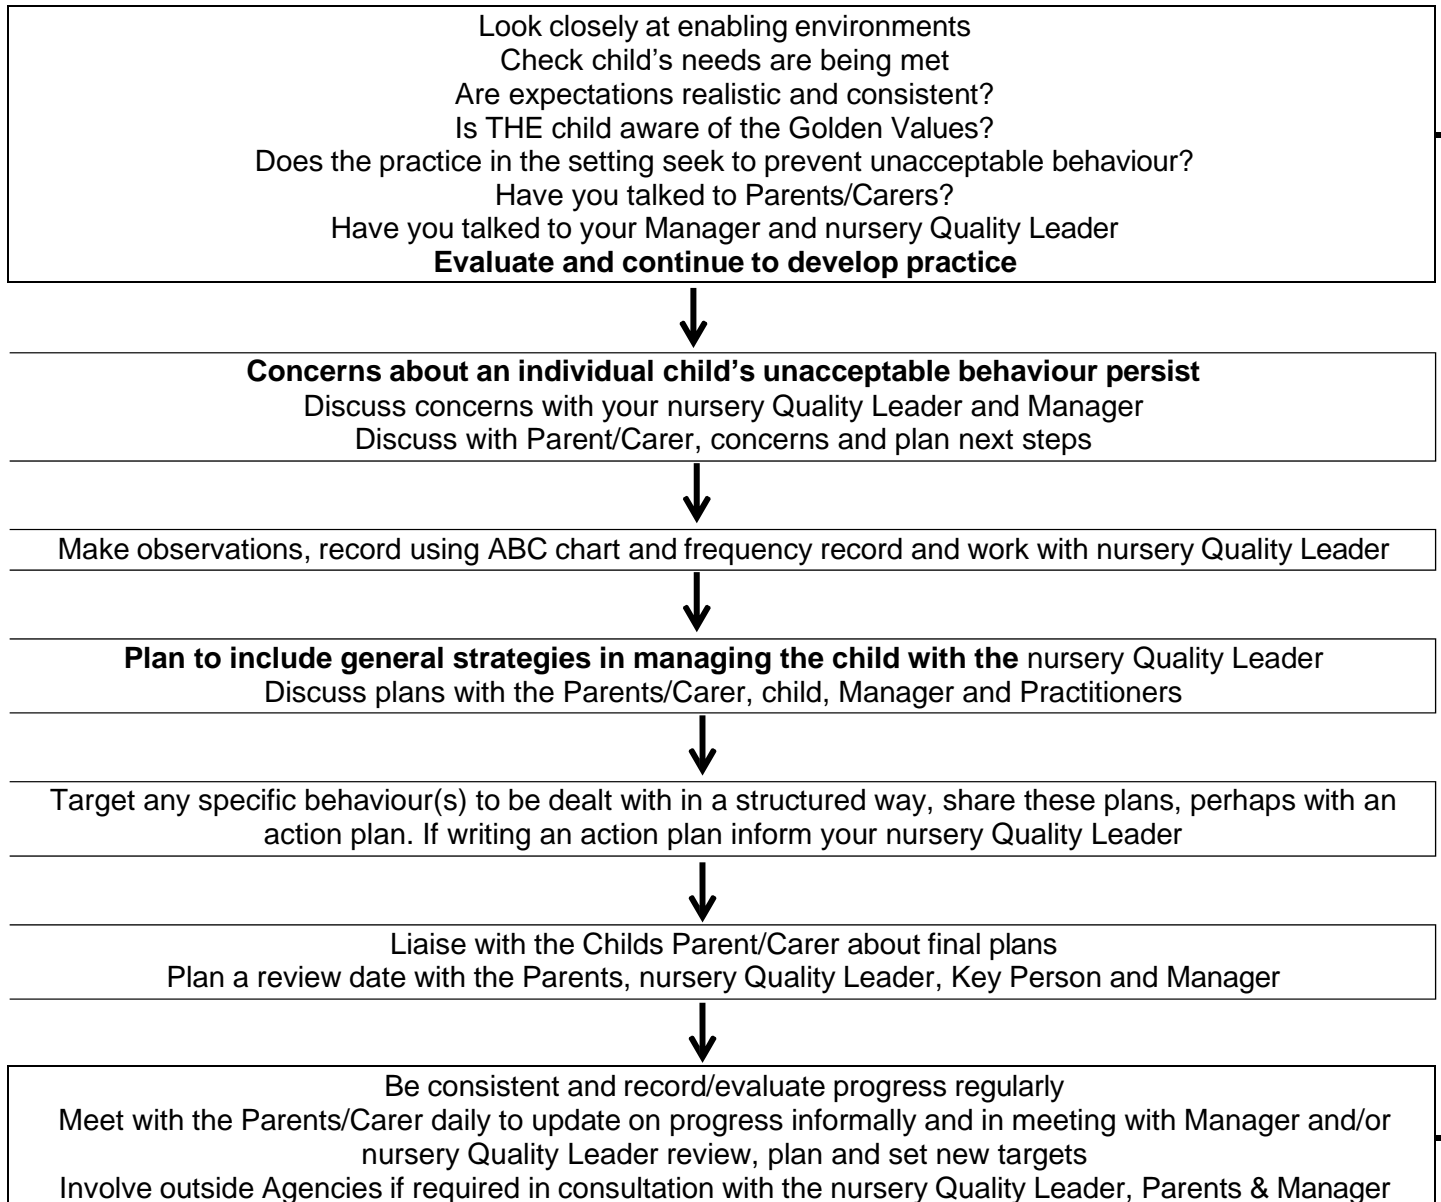 Look closely at enabling environments
Check child’s needs are being met
Are expectations realistic and consistent?
Is THE child aware of the Golden Values?
Does the practice in the setting seek to prevent unacceptable behaviour?
Have you talked to Parents/Carers?
Have you talked to your Manager and nursery Quality Leader
Evaluate and continue to develop practice
Concerns about an individual child’s unacceptable behaviour persist
Discuss concerns with your nursery Quality Leader and Manager
Discuss with Parent/Carer, concerns and plan next steps
Make observations, record using ABC chart and frequency record and work with nursery Quality Leader
Plan to include general strategies in managing the child with the nursery Quality Leader
Discuss plans with the Parents/Carer, child, Manager and Practitioners
Target any specific behaviour(s) to be dealt with in a structured way, share these plans, perhaps with an
action plan. If writing an action plan inform your nursery Quality Leader
Liaise with the Childs Parent/Carer about final plans
Plan a review date with the Parents, nursery Quality Leader, Key Person and Manager
Be consistent and record/evaluate progress regularly
Meet with the Parents/Carer daily to update on progress informally and in meeting with Manager and/or
nursery Quality Leader review, plan and set new targets
Involve outside Agencies if required in consultation with the nursery Quality Leader, Parents & Manager